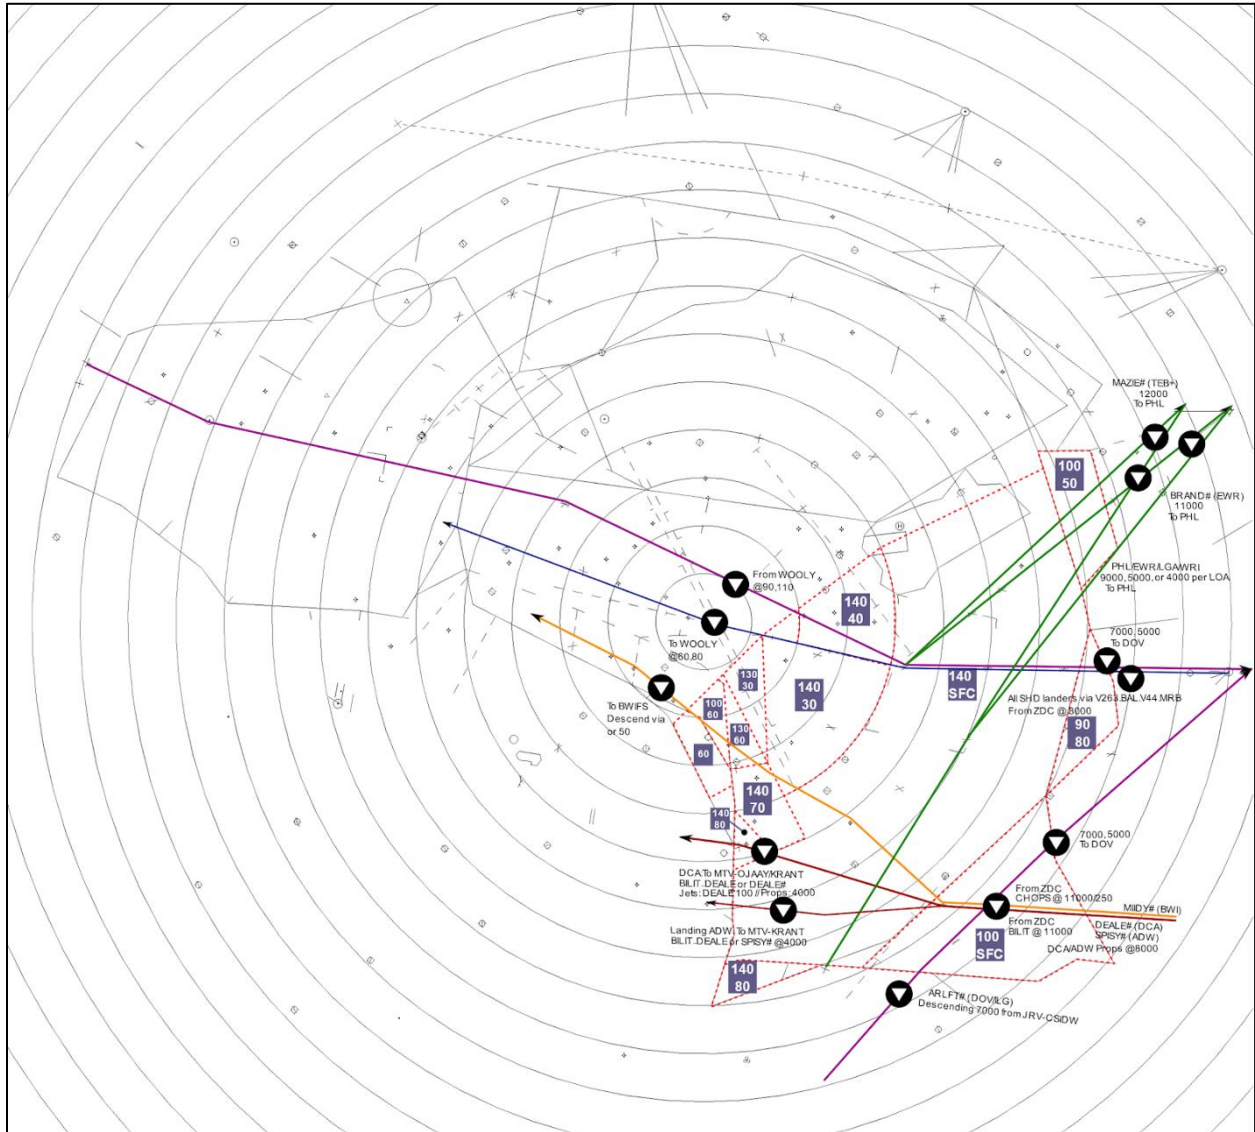 MAZIE# (TEB+)
12000
To PHL
100
50
BRAND# (EWR)
11000
To PHL
H
PHL/EWR/LGA/WRI
9000,5000, or 4000 per LOA
To PHL
From WOOLY
@90,110
140
40
To WOOLY
@60,80
7000,5000
To DOV
130
30
140
30
140
SFC
All SHD landers via V263.BAL.V44.MRB
From ZDC @ 8000
To BWIFS
Descend via
or 50
100
60
130
60
60
90
80
140
70
140
80
7000,5000
To DOV
DCA To MTV-OJAAY/KRANT
BILIT..DEALE or DEALE#
Jets: DEALE 100 // Props: 4000
From ZDC
CHOPS @ 11000/250
MIIDY# (BWI)
From ZDC
BILIT @ 11000
DEALE# (DCA)
SPISY# (ADW)
Landing ADW: To MTV-KRANT
BILIT..DEALE or SPISY# @4000
100
SFC
DCA/ADW Props @8000
140
80
ARLFT# (DOV/ILG)
Descending 7000 from JRV-CSIDW